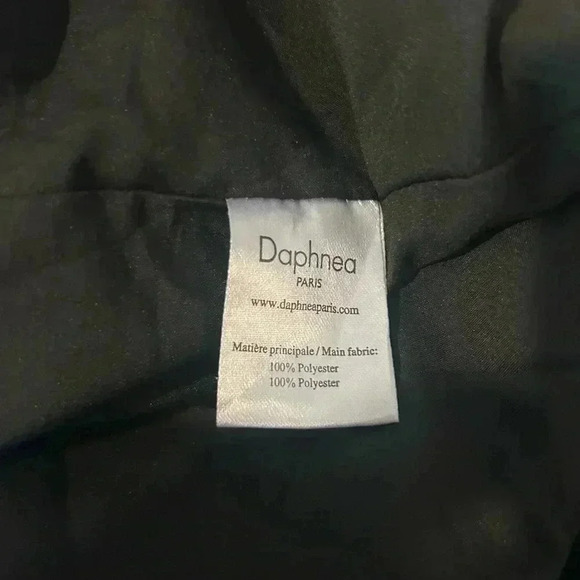 Daphnea
PARIS
www.daphneaparis.com
Matière principale / Main fabric:
100% Polyester
100% Polyester